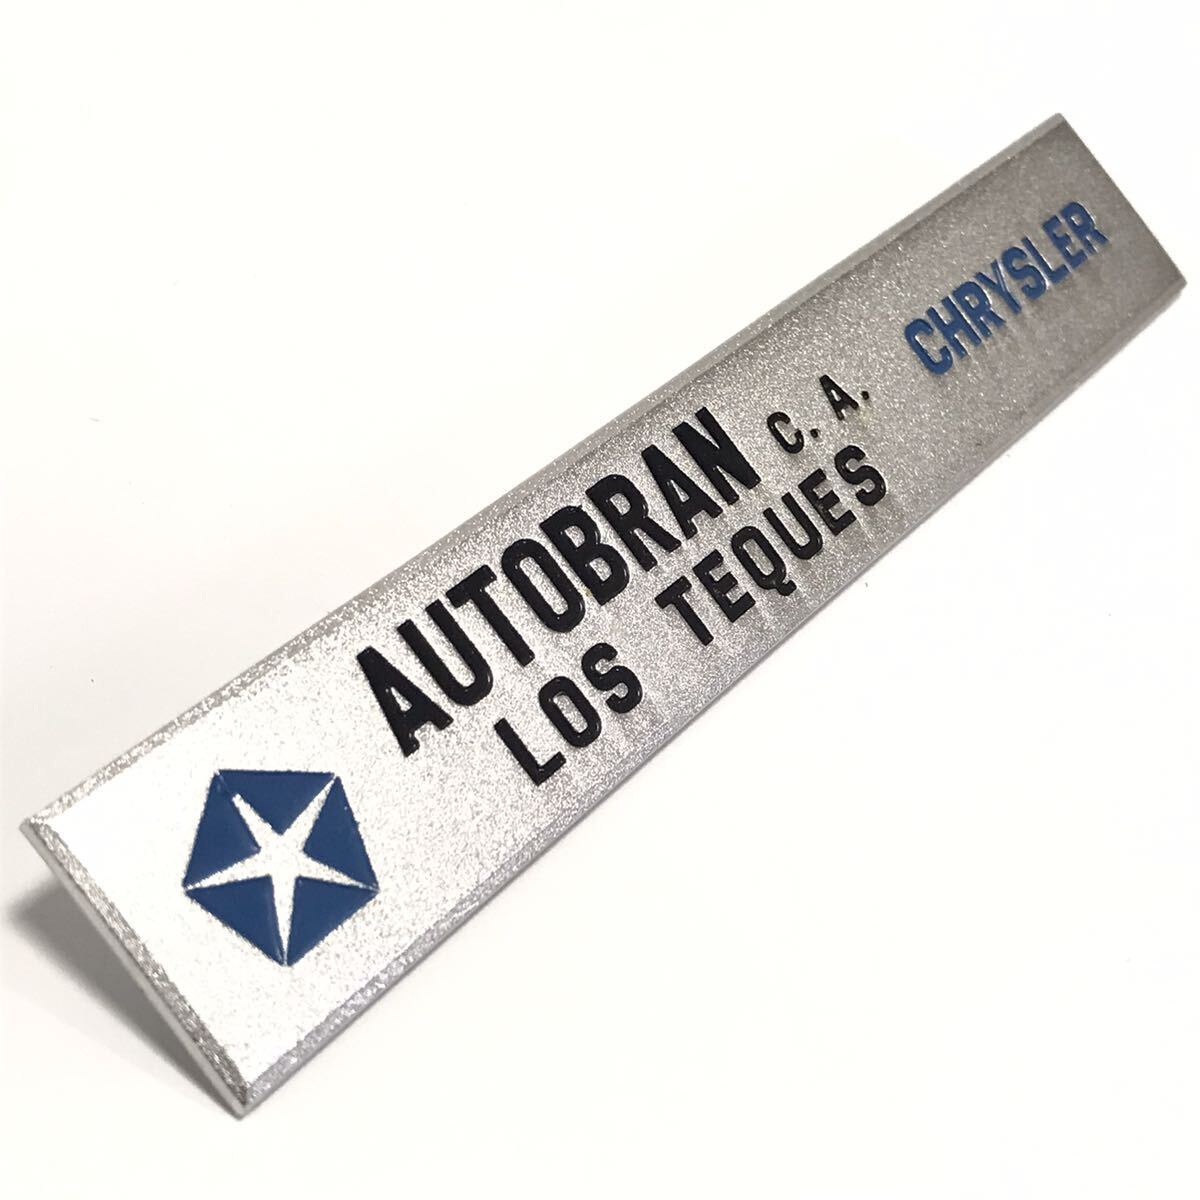 AUTOBRAN C. A.
LOS TEQUES
CHRYSLER